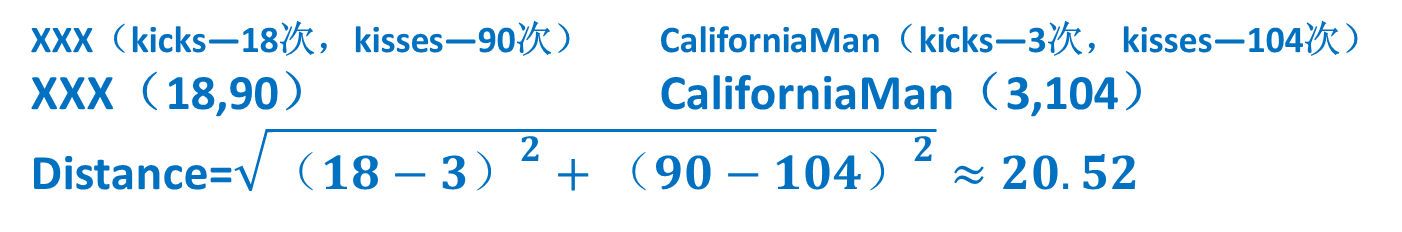 XXX（kicks—18次，kisses—90次） CaliforniaMan（kicks—3次，kisses—104次）
XXX（18,90） CaliforniaMan（3,104）
Distance=√（18 − 3）² + （90 − 104）² ≈ 20.52